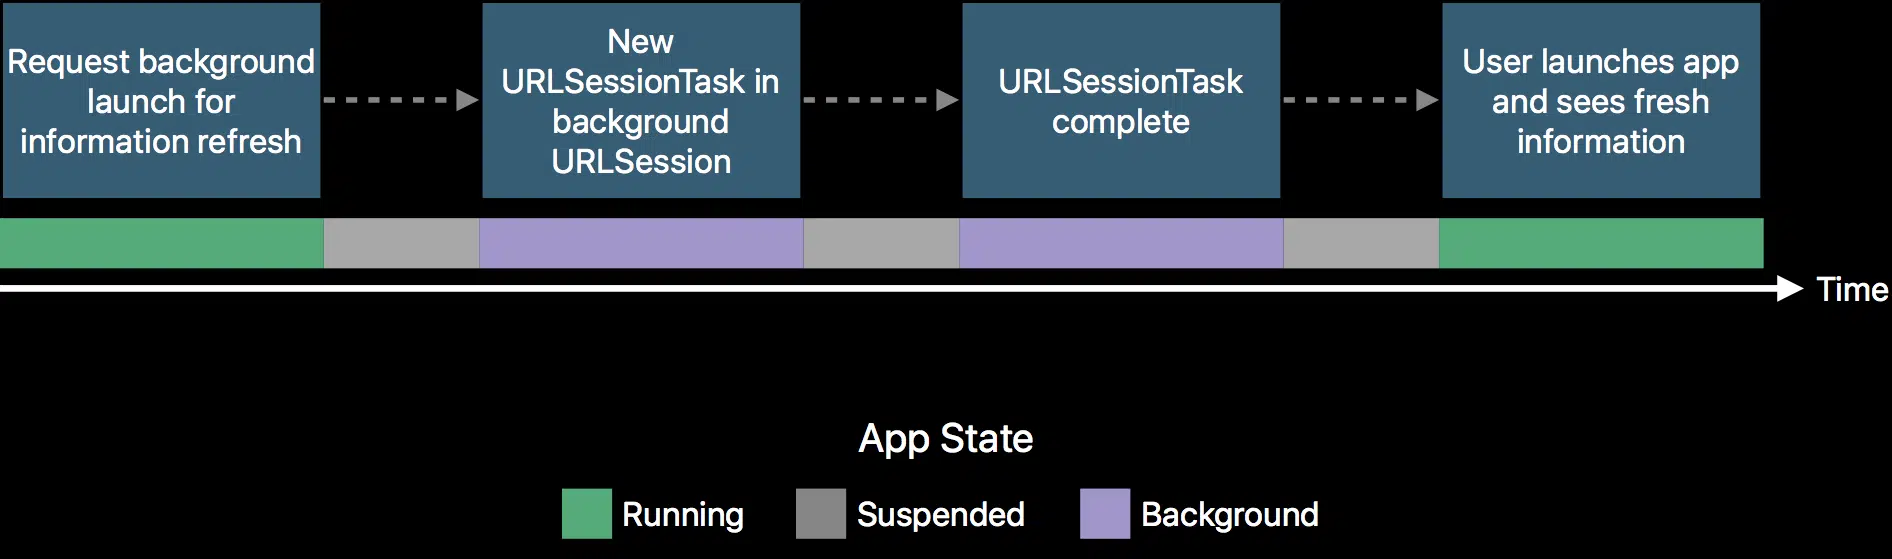 Request background
launch for
information refresh
New
URLSessionTask in
background
URLSession
URLSessionTask
complete
User launches app
and sees fresh
information
Time
App State
Running
Suspended
Background